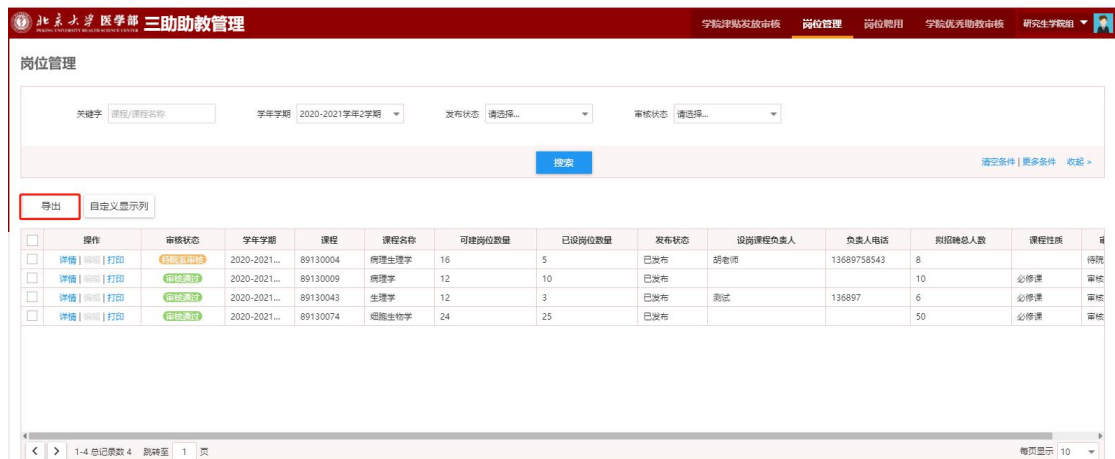 北京大学医学部 三助助教管理 学院津贴发放审核 岗位管理 岗位聘用 学院优秀助教审核 研究生学院组
PEKING UNIVERSITY HEALTH SCIENCE CENTER
岗位管理
关键字 课程/课程名称 学年学期 2020-2021学年2学期 发布状态 请选择... 审核状态 请选择...
搜索 清空条件 | 更多条件 收起
导出 自定义显示列
操作 审核状态 学年学期 课程 课程名称 可建岗位数量 已设岗位数量 发布状态 设岗课程负责人 负责人电话 拟招聘总人数 课程性质
详情 | 编辑 | 打印 待院系审核 2020-2021... 89130004 病理生理学 16 5 已发布 胡老师 13689758543 8 待院
详情 | 编辑 | 打印 审核通过 2020-2021... 89130009 病理学 12 10 已发布 10 必修课 审核
详情 | 编辑 | 打印 审核通过 2020-2021... 89130043 生理学 12 3 已发布 测试 136897 6 必修课 审核
详情 | 编辑 | 打印 审核通过 2020-2021... 89130074 细胞生物学 24 25 已发布 50 必修课 审核
1-4 总记录数 4 跳转至 1 页 每页显示 10